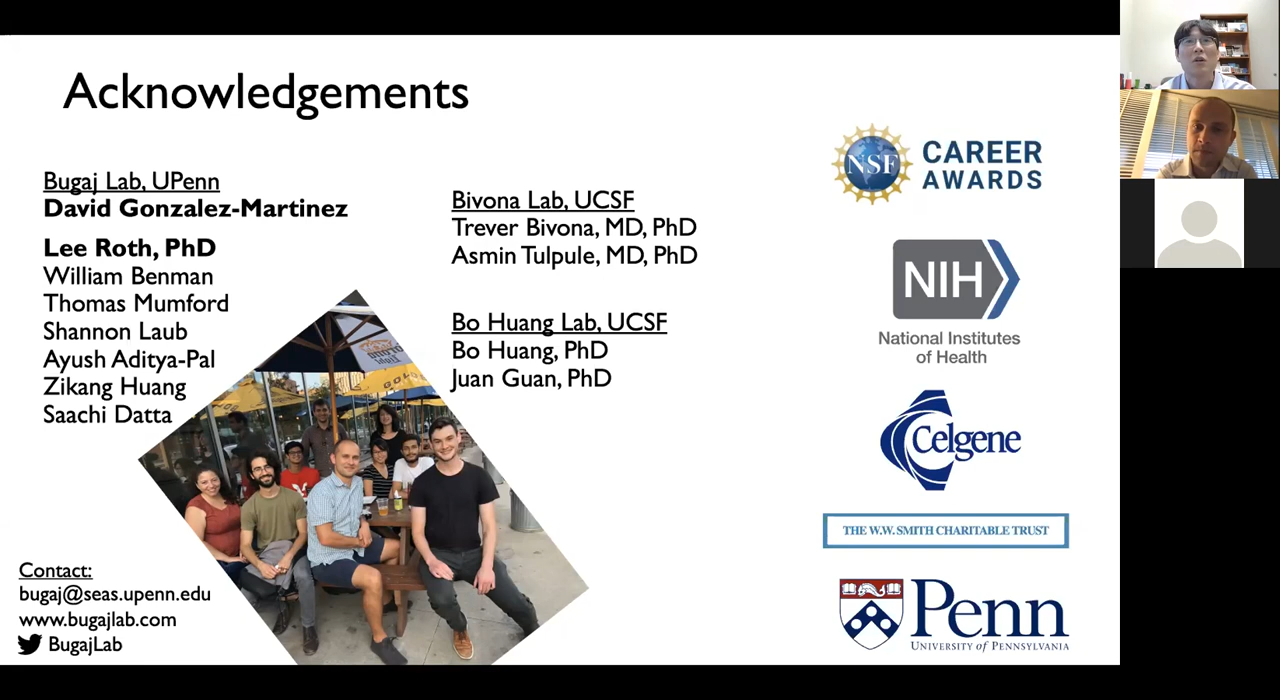 Acknowledgements
Bugaj Lab, UPenn
David Gonzalez-Martinez
Lee Roth, PhD
William Benman
Thomas Mumford
Shannon Laub
Ayush Aditya-Pal
Zikang Huang
Saachi Datta
Bivona Lab, UCSF
Trever Bivona, MD, PhD
Asmin Tulpule, MD, PhD
Bo Huang Lab, UCSF
Bo Huang, PhD
Juan Guan, PhD
Contact:
bugaj@seas.upenn.edu
www.bugajlab.com
BugajLab
NSF
CAREER
AWARDS
NIH
National Institutes
of Health
Celgene
THE W.W. SMITH CHARITABLE TRUST
Penn
UNIVERSITY of PENNSYLVANIA